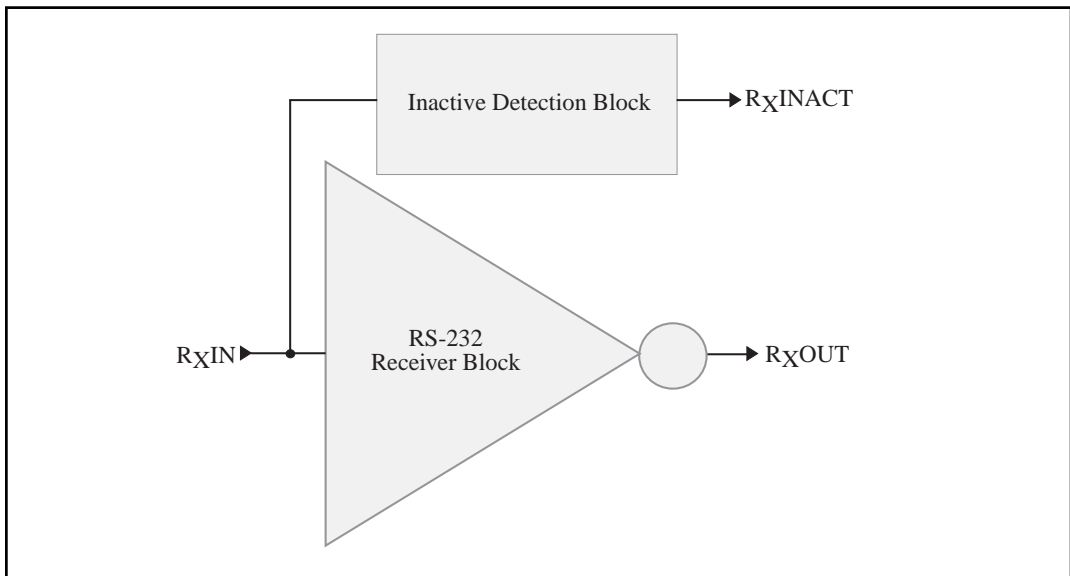 Inactive Detection Block
RXINACT
RS-232
Receiver Block
RXIN
RXOUT